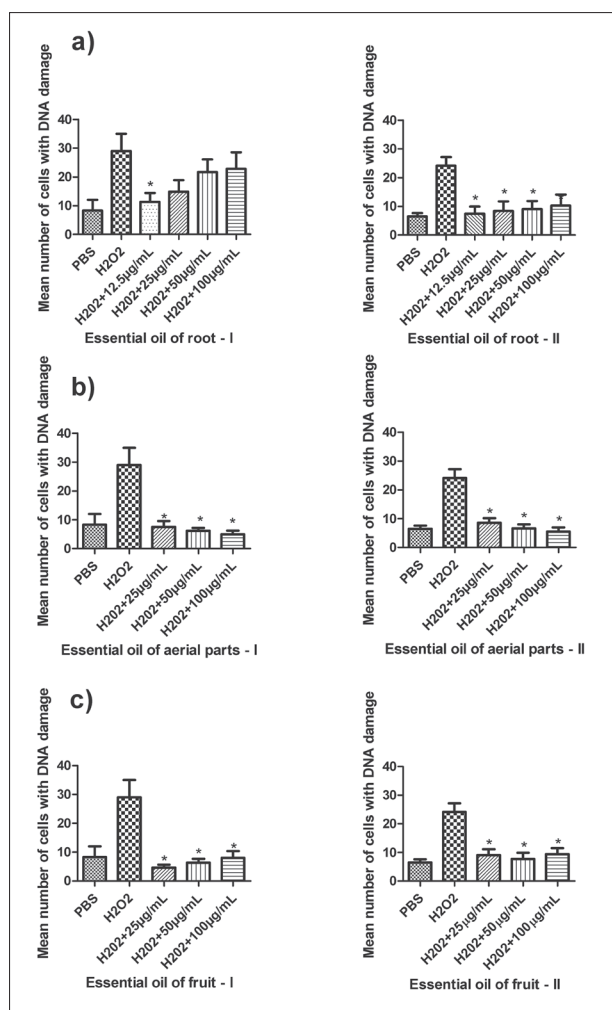 a)
Mean number of cells with DNA damage
40
30
20
10
0
*
PBS
H2O2
H202+12.5µg/mL
H202+25µg/mL
H202+50µg/mL
H202+100µg/mL
Essential oil of root - I
Mean number of cells with DNA damage
40
30
20
10
0
*
*
*
PBS
H2O2
H202+12.5µg/mL
H202+25µg/mL
H202+50µg/mL
H202+100µg/mL
Essential oil of root - II
b)
Mean number of cells with DNA damage
40
30
20
10
0
*
*
*
PBS
H2O2
H2O2+25µg/mL
H2O2+50µg/mL
H2O2+100µg/mL
Essential oil of aerial parts - I
Mean number of cells with DNA damage
40
30
20
10
0
*
*
*
PBS
H2O2
H2O2+25µg/mL
H2O2+50µg/mL
H2O2+100µg/mL
Essential oil of aerial parts - II
c)
Mean number of cells with DNA damage
40
30
20
10
0
*
*
*
PBS
H2O2
H202+25µg/mL
H202+50µg/mL
H202+100µg/mL
Essential oil of fruit - I
Mean number of cells with DNA damage
40
30
20
10
0
*
*
*
PBS
H2O2
H202+25µg/mL
H202+50µg/mL
H202+100µg/mL
Essential oil of fruit - II